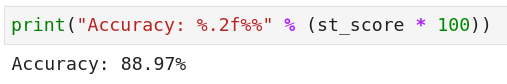 print("Accuracy: %.2f%%" % (st_score * 100))
Accuracy: 88.97%